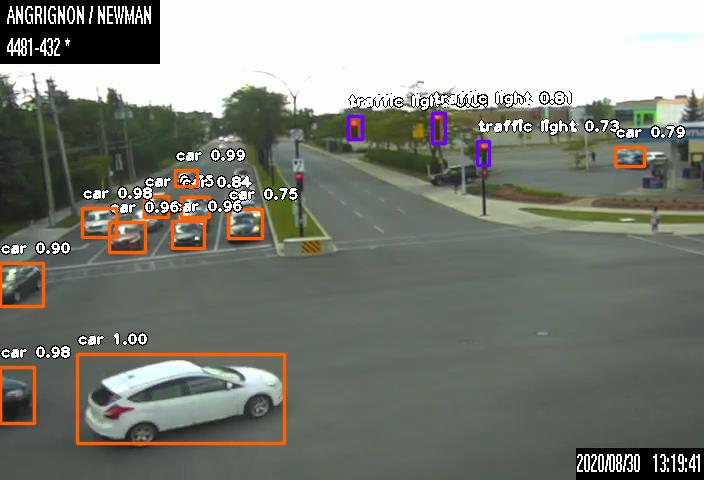 ANGRIGNON / NEWMAN
4481-432 *
traffic light 0.81
traffic light 0.73
car 0.79
car 0.99
car 0.84
car 0.98
car 0.75
car 0.96
car 0.96
car 0.90
car 1.00
car 0.98
2020/08/30 13:19:41